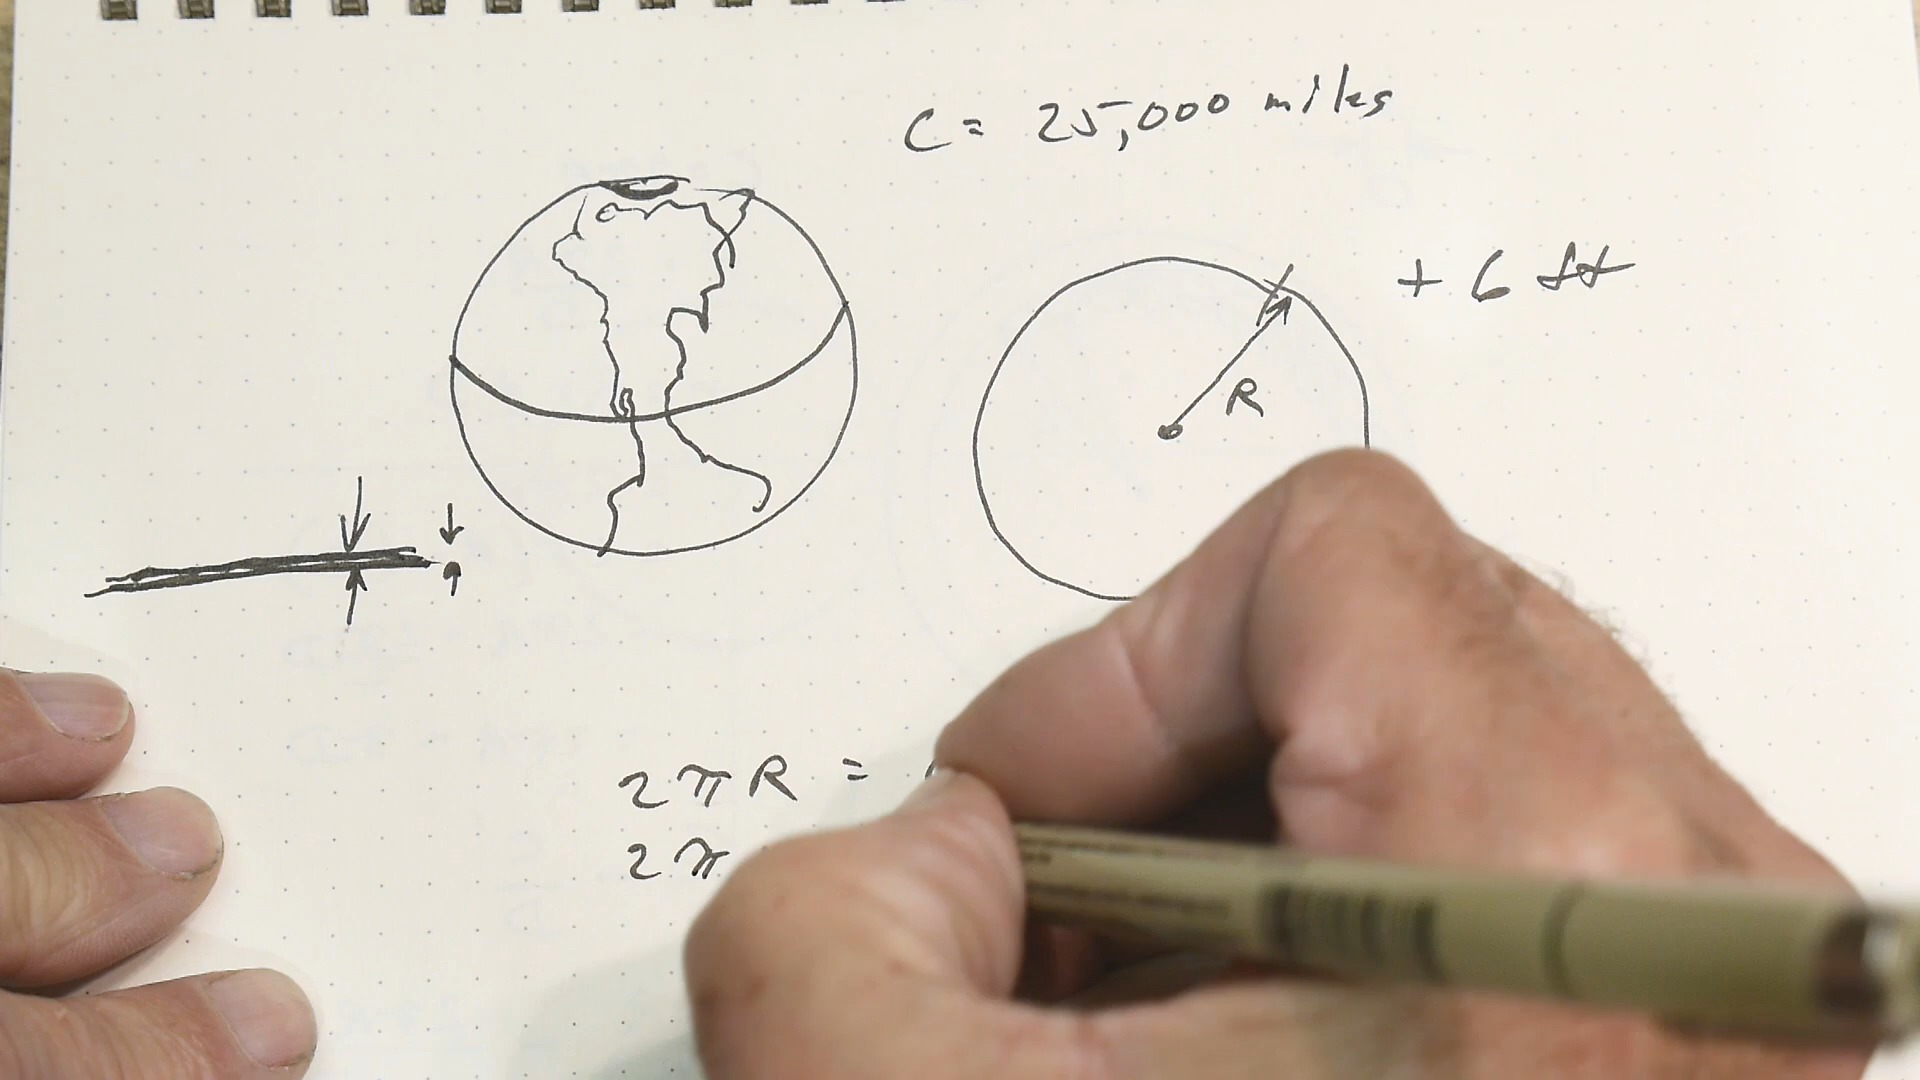 C = 25,000 miles
+ 6 ft
R
2πR =
2π